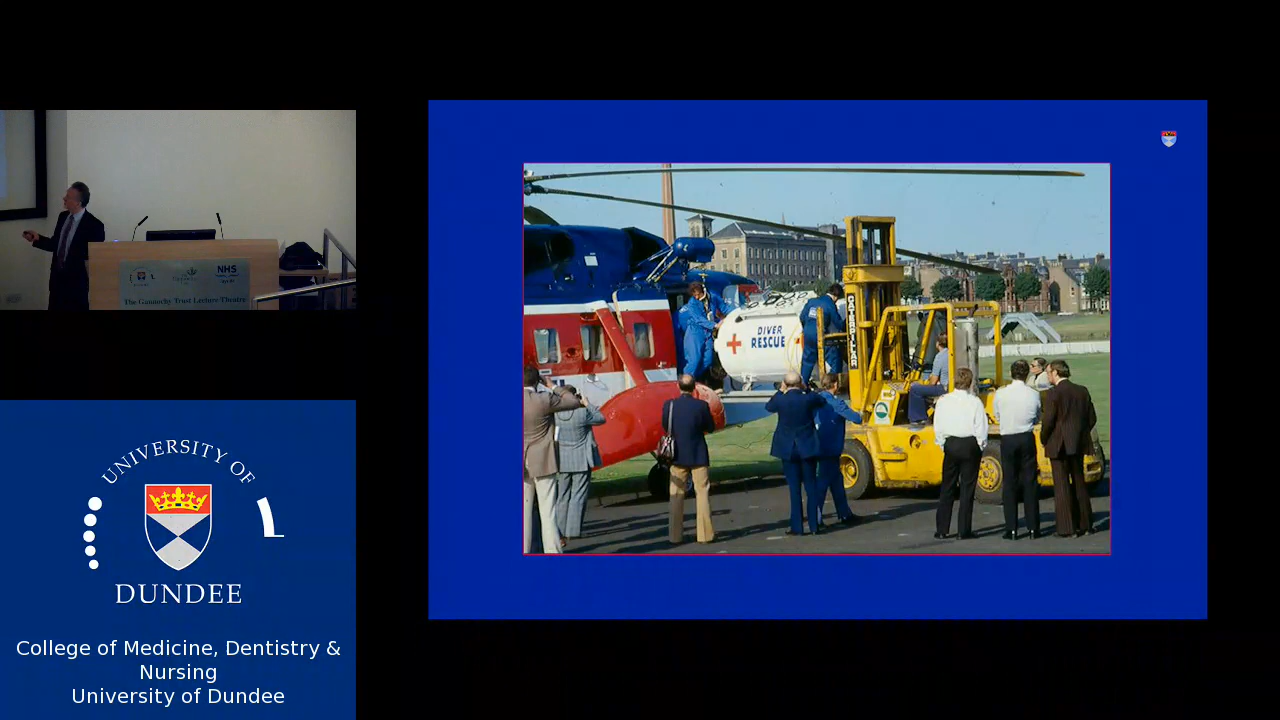 NHS
The Gannochy Trust Lecture Theatre
UNIVERSITY OF
DUNDEE
College of Medicine, Dentistry &
Nursing
University of Dundee
DIVER
RESCUE
CATERPILLAR